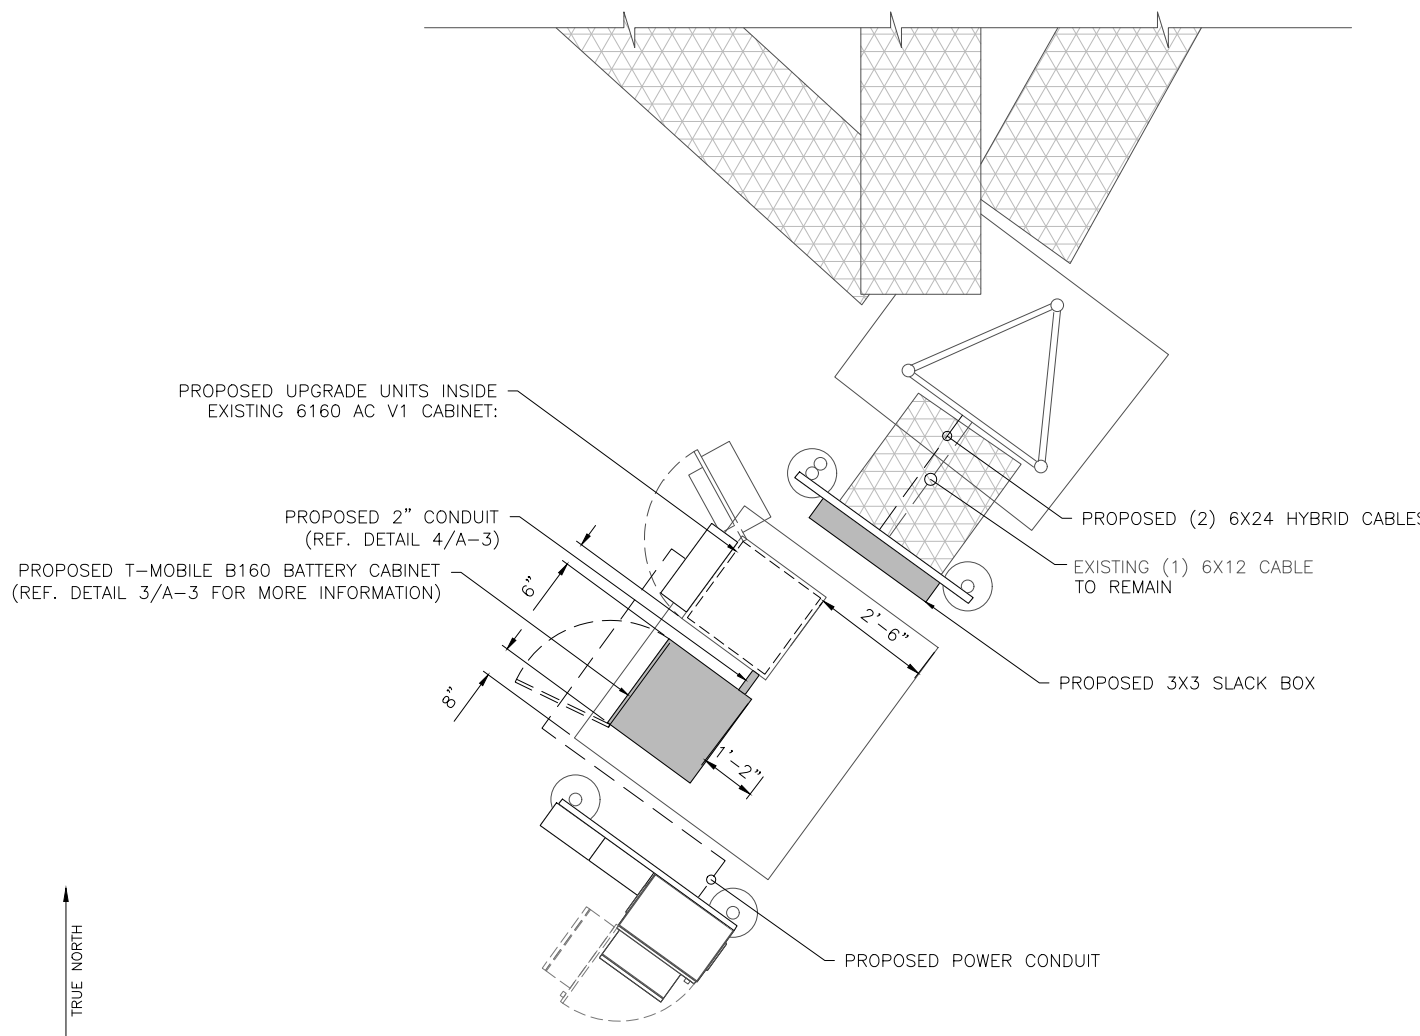 PROPOSED UPGRADE UNITS INSIDE
EXISTING 6160 AC V1 CABINET:
PROPOSED 2" CONDUIT
(REF. DETAIL 4/A-3)
PROPOSED T-MOBILE B160 BATTERY CABINET
(REF. DETAIL 3/A-3 FOR MORE INFORMATION)
PROPOSED (2) 6X24 HYBRID CABLES
EXISTING (1) 6X12 CABLE
TO REMAIN
6"
2'-6"
8"
PROPOSED 3X3 SLACK BOX
1'-2"
PROPOSED POWER CONDUIT
TRUE NORTH